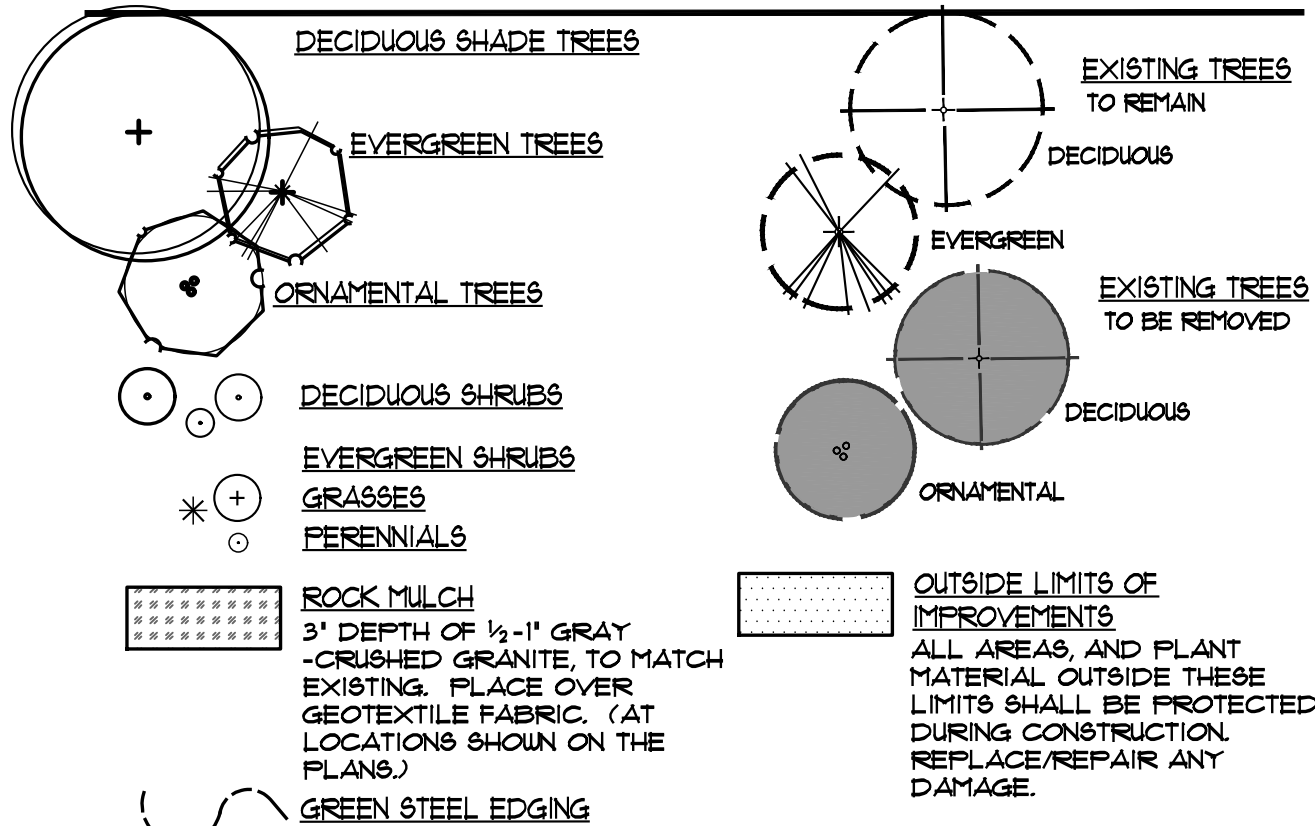 DECIDUOUS SHADE TREES
EVERGREEN TREES
ORNAMENTAL TREES
DECIDUOUS SHRUBS
EVERGREEN SHRUBS
GRASSES
PERENNIALS
ROCK MULCH
3" DEPTH OF ½-1" GRAY
-CRUSHED GRANITE, TO MATCH
EXISTING. PLACE OVER
GEOTEXTILE FABRIC. (AT
LOCATIONS SHOWN ON THE
PLANS.)
GREEN STEEL EDGING
EXISTING TREES
TO REMAIN
DECIDUOUS
EVERGREEN
EXISTING TREES
TO BE REMOVED
DECIDUOUS
ORNAMENTAL
OUTSIDE LIMITS OF
IMPROVEMENTS
ALL AREAS, AND PLANT
MATERIAL OUTSIDE THESE
LIMITS SHALL BE PROTECTED
DURING CONSTRUCTION.
REPLACE/REPAIR ANY
DAMAGE.